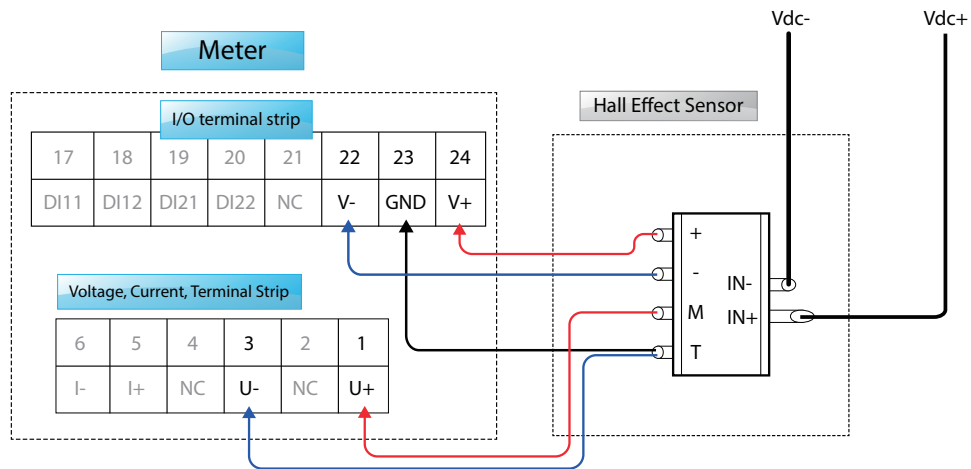 Vdc- Vdc+
Meter
Hall Effect Sensor
I/O terminal strip
17 18 19 20 21 22 23 24
DI11 DI12 DI21 DI22 NC V- GND V+
+
-
IN-
M
IN+
T
Voltage, Current, Terminal Strip
6 5 4 3 2 1
I- I+ NC U- NC U+